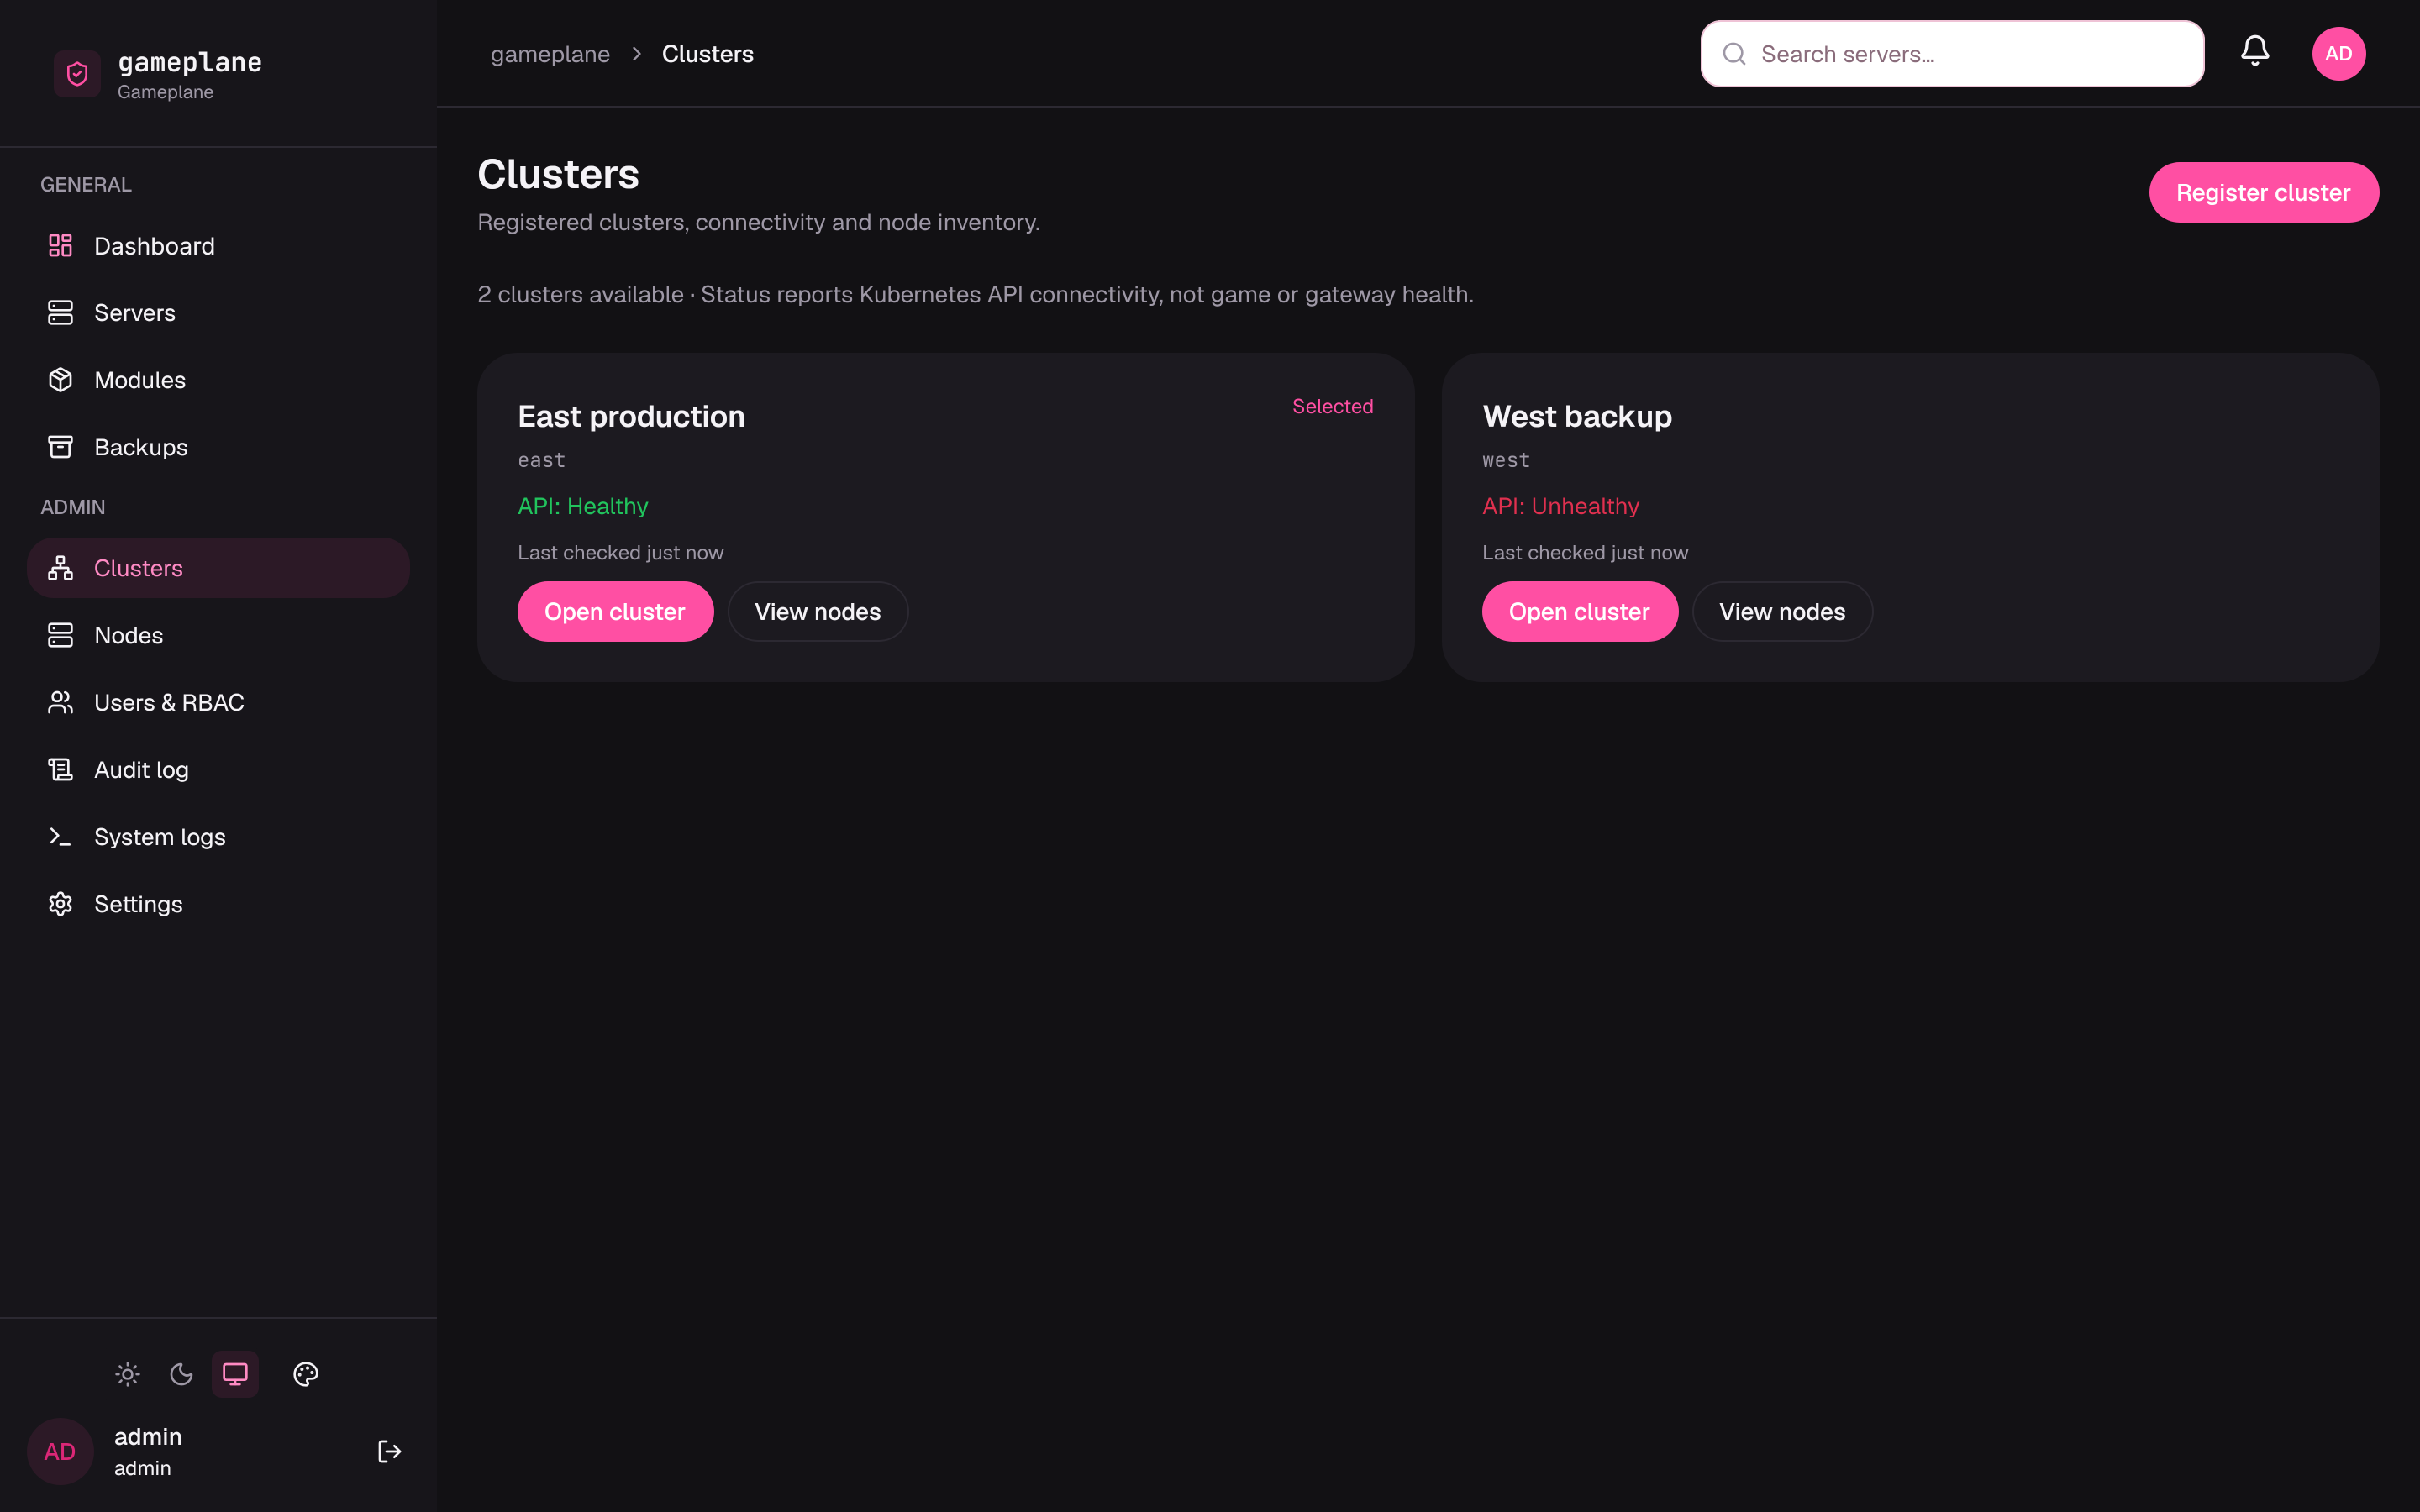 gameplane
Gameplane
GENERAL
Dashboard
Servers
Modules
Backups
ADMIN
Clusters
Nodes
Users & RBAC
Audit log
System logs
Settings
AD
admin
admin
gameplane > Clusters
Search servers...
AD
Clusters
Registered clusters, connectivity and node inventory.
Register cluster
2 clusters available · Status reports Kubernetes API connectivity, not game or gateway health.
East production
Selected
east
API: Healthy
Last checked just now
Open cluster
View nodes
West backup
west
API: Unhealthy
Last checked just now
Open cluster
View nodes